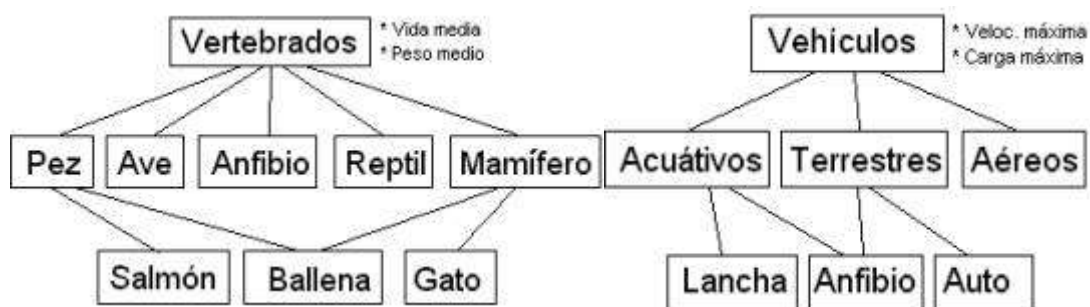 Vertebrados
* Vida media
* Peso medio
Pez Ave Anfibio Reptil Mamífero
Salmón Ballena Gato
Vehículos
* Veloc. máxima
* Carga máxima
Acuátivos Terrestres Aéreos
Lancha Anfibio Auto